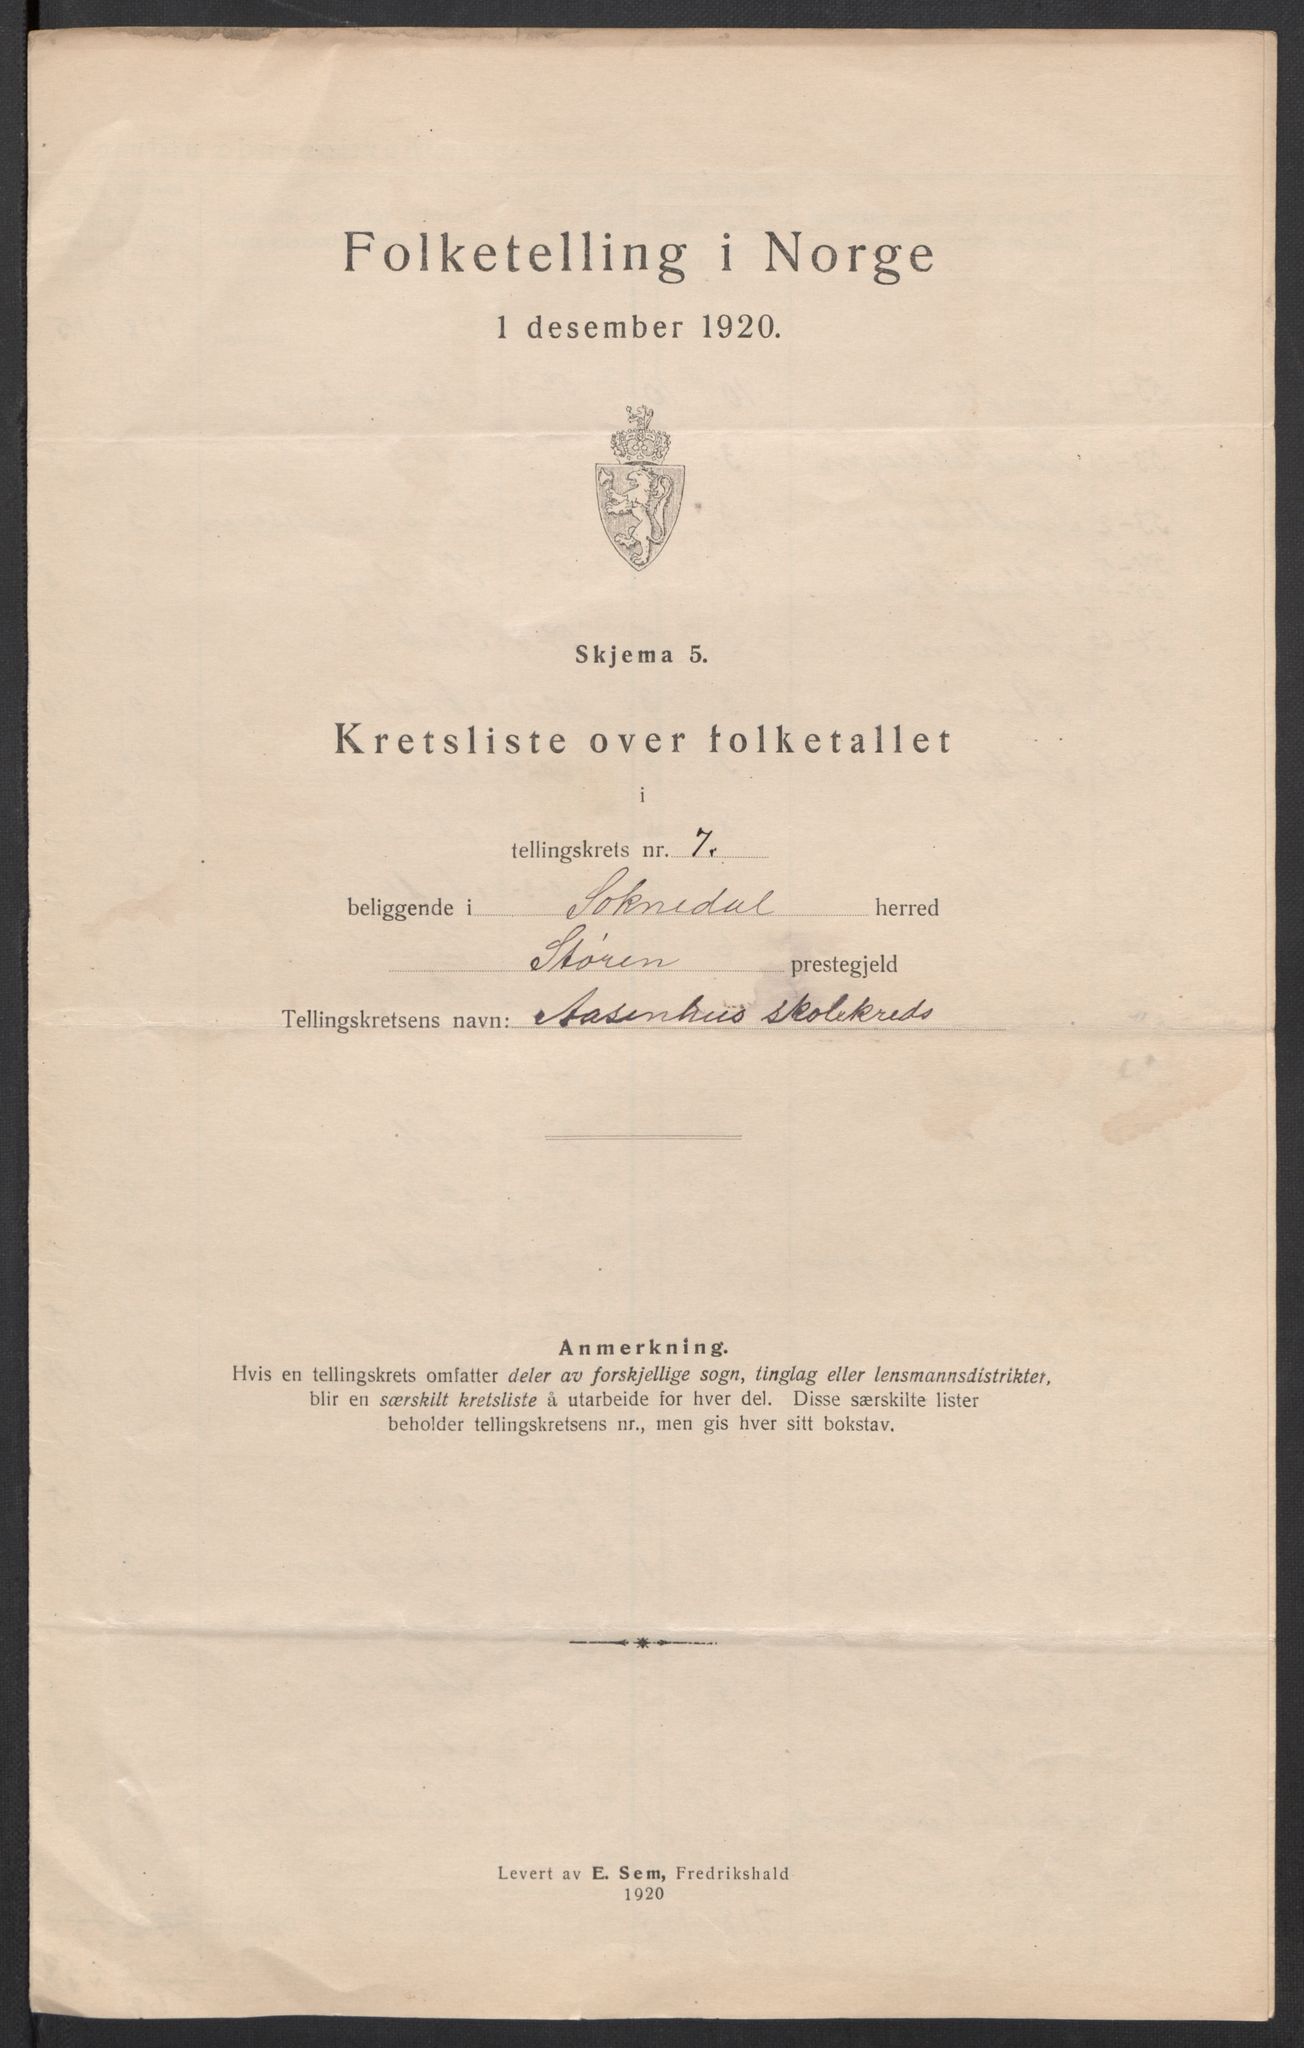 Folketelling i Norge
1 desember 1920.
Skjema 5.
Kretsliste over folketallet
i
tellingskrets nr. 7.
beliggende i Soknedal herred
Støren prestegjeld
Tellingskretsens navn: Aasenhus skolekreds
Anmerkning.
Hvis en tellingskrets omfatter deler av forskjellige sogn, tinglag eller lensmannsdistrikter,
blir en særskilt kretsliste å utarbeide for hver del. Disse særskilte lister
beholder tellingskretsens nr., men gis hver sitt bokstav.
Levert av E. Sem, Fredrikshald
1920